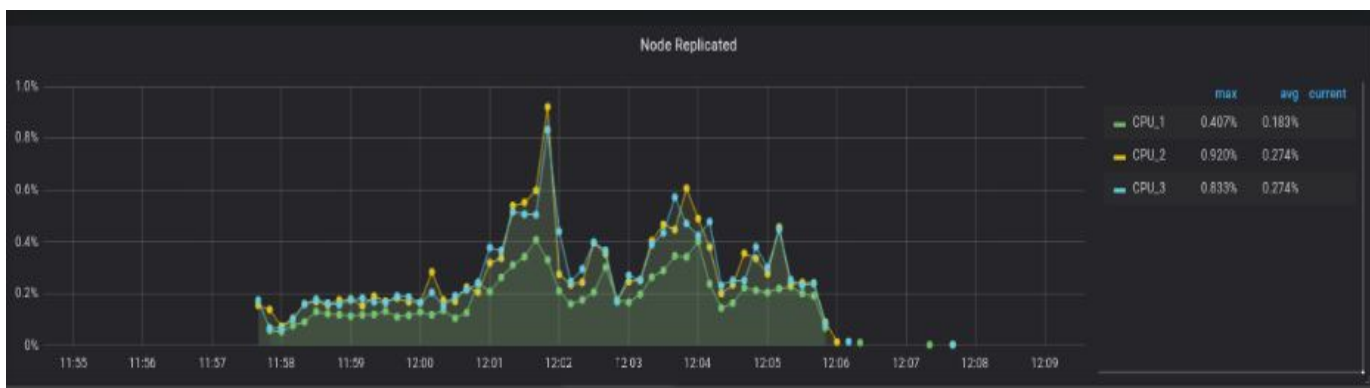 Node Replicated
1.0%
0.8%
0.6%
0.4%
0.2%
0%
11:55 11:56 11:57 11:58 11:59 12:00 12:01 12:02 12:03 12:04 12:05 12:06 12:07 12:08 12:09
max avg current
CPU_1 0.407% 0.183%
CPU_2 0.920% 0.274%
CPU_3 0.833% 0.274%